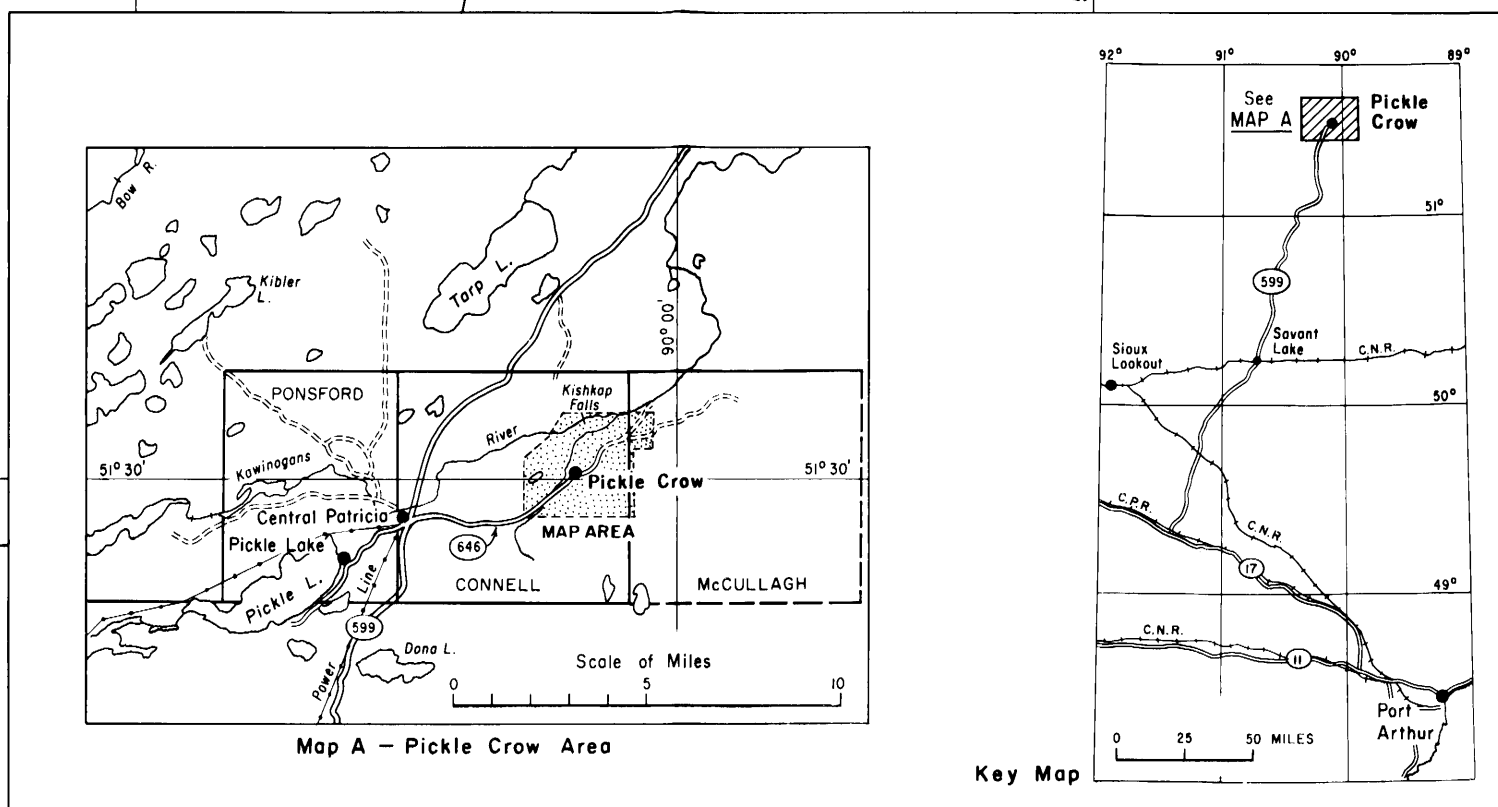 Bow R.
Kibler
L.
Tarp L.
90° 00'
PONSFORD
Kishkap
Falls
River
51° 30'
51° 30'
Kawinogans
Pickle Crow
Central Patricia
MAP AREA
Pickle Lake
646
Pickle L.
Line
CONNELL
McCULLAGH
599
Power
Dona L.
Scale of Miles
0 5 10
Map A – Pickle Crow Area
92° 91° 90° 89°
See
MAP A
Pickle
Crow
51°
599
Savant
Lake
Sioux
Lookout
C.N.R.
50°
C.P.R.
C.N.R.
17
49°
C.N.R.
11
Port
Arthur
0 25 50 MILES
Key Map